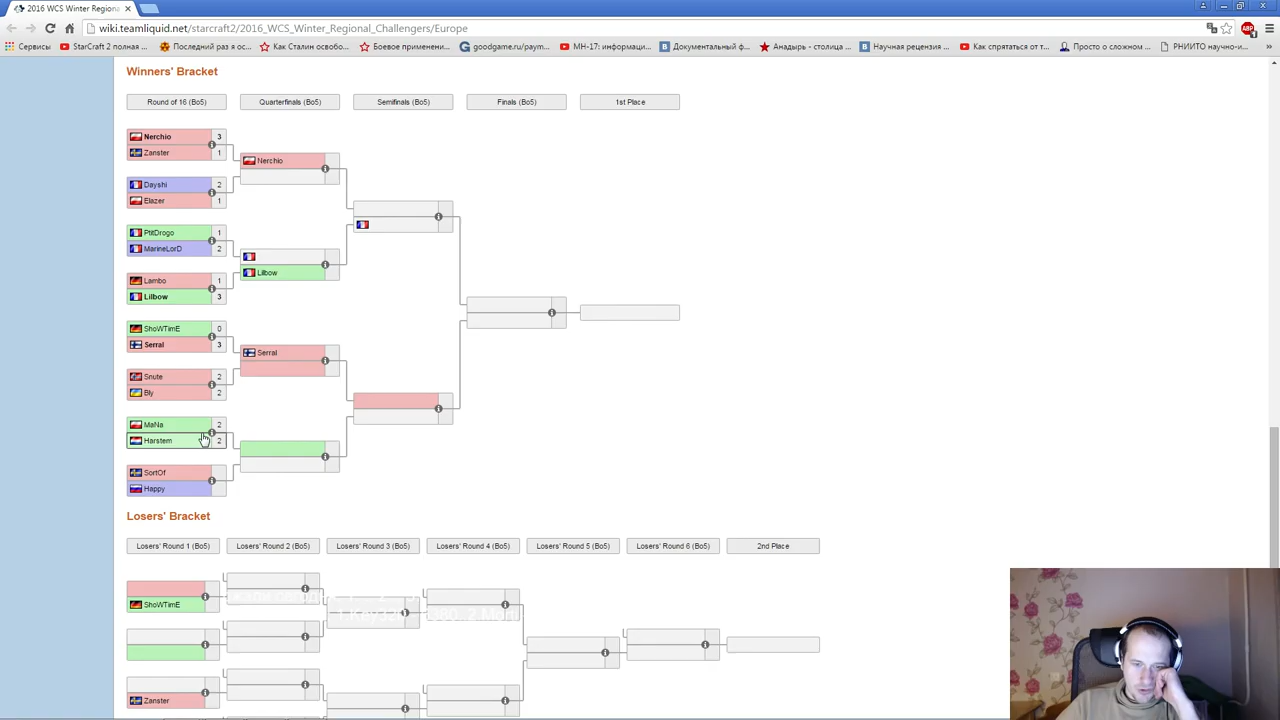 2016 WCS Winter Regiona
wiki.teamliquid.net/starcraft2/2016_WCS_Winter_Regional_Challengers/Europe
Сервисы StarCraft 2 полная ... Последний раз я ос... Как Сталин освобо... Боевое применени... goodgame.ru/paym... МН-17: информаци... Документальный ф... Анадырь - столица ... Научная рецензия ... Как спрятаться от т... Просто о сложном ... РНИИТО научно-и...
Winners' Bracket
Round of 16 (Bo5) Quarterfinals (Bo5) Semifinals (Bo5) Finals (Bo5) 1st Place
Nerchio 3
Zanster 1
Nerchio
Dayshi 2
Elazer 1
PtitDrogo 1
MarineLorD 2
Lambo 1
Lilbow 3
Lilbow
ShoWTimE 0
Serral 3
Serral
Snute 2
Bly 2
MaNa 2
Harstem 2
SortOf
Happy
Losers' Bracket
Losers' Round 1 (Bo5) Losers' Round 2 (Bo5) Losers' Round 3 (Bo5) Losers' Round 4 (Bo5) Losers' Round 5 (Bo5) Losers' Round 6 (Bo5) 2nd Place
ShoWTimE
Zanster